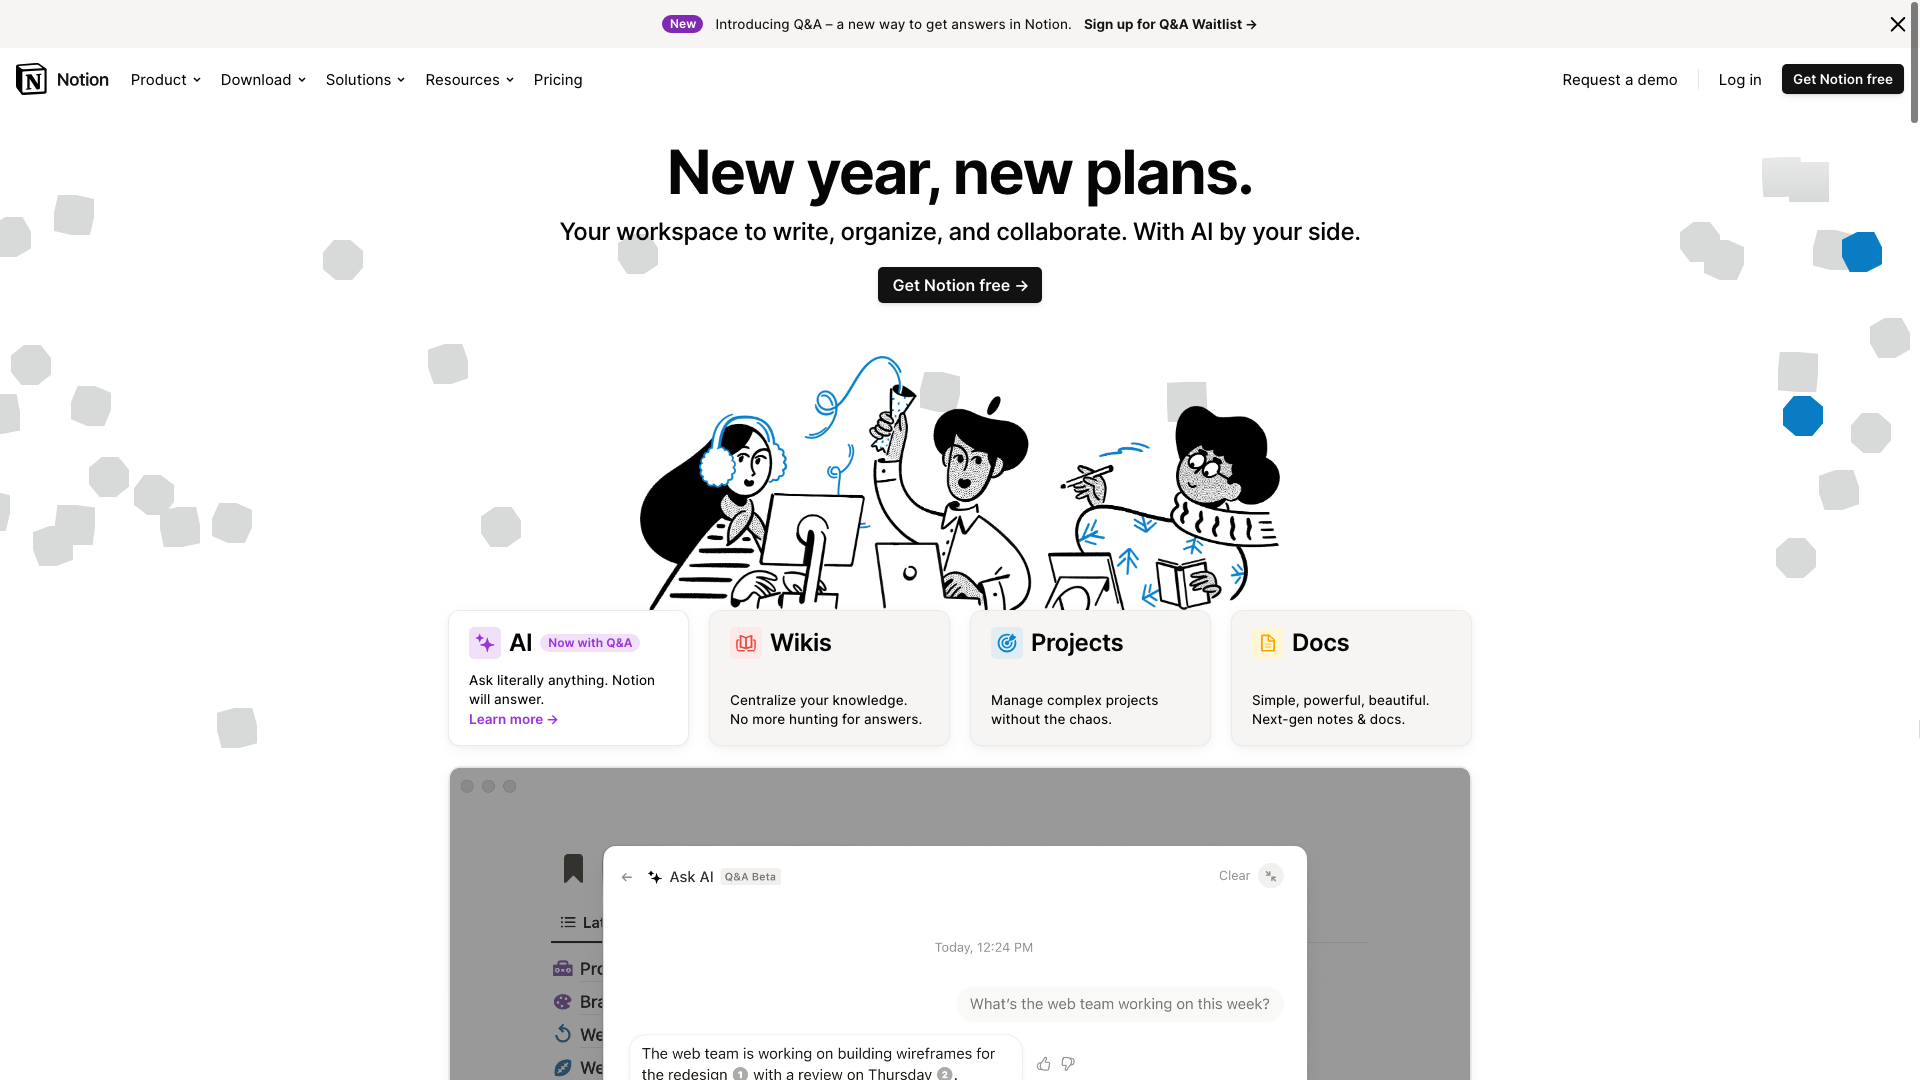 New Introducing Q&A – a new way to get answers in Notion. Sign up for Q&A Waitlist →
Notion Product Download Solutions Resources Pricing Request a demo Log in Get Notion free
New year, new plans.
Your workspace to write, organize, and collaborate. With AI by your side.
Get Notion free →
AI Now with Q&A
Ask literally anything. Notion
will answer.
Learn more →
Wikis
Centralize your knowledge.
No more hunting for answers.
Projects
Manage complex projects
without the chaos.
Docs
Simple, powerful, beautiful.
Next-gen notes & docs.
← Ask AI Q&A Beta Clear
Today, 12:24 PM
What's the web team working on this week?
The web team is working on building wireframes for
the redesign 1 with a review on Thursday 2.